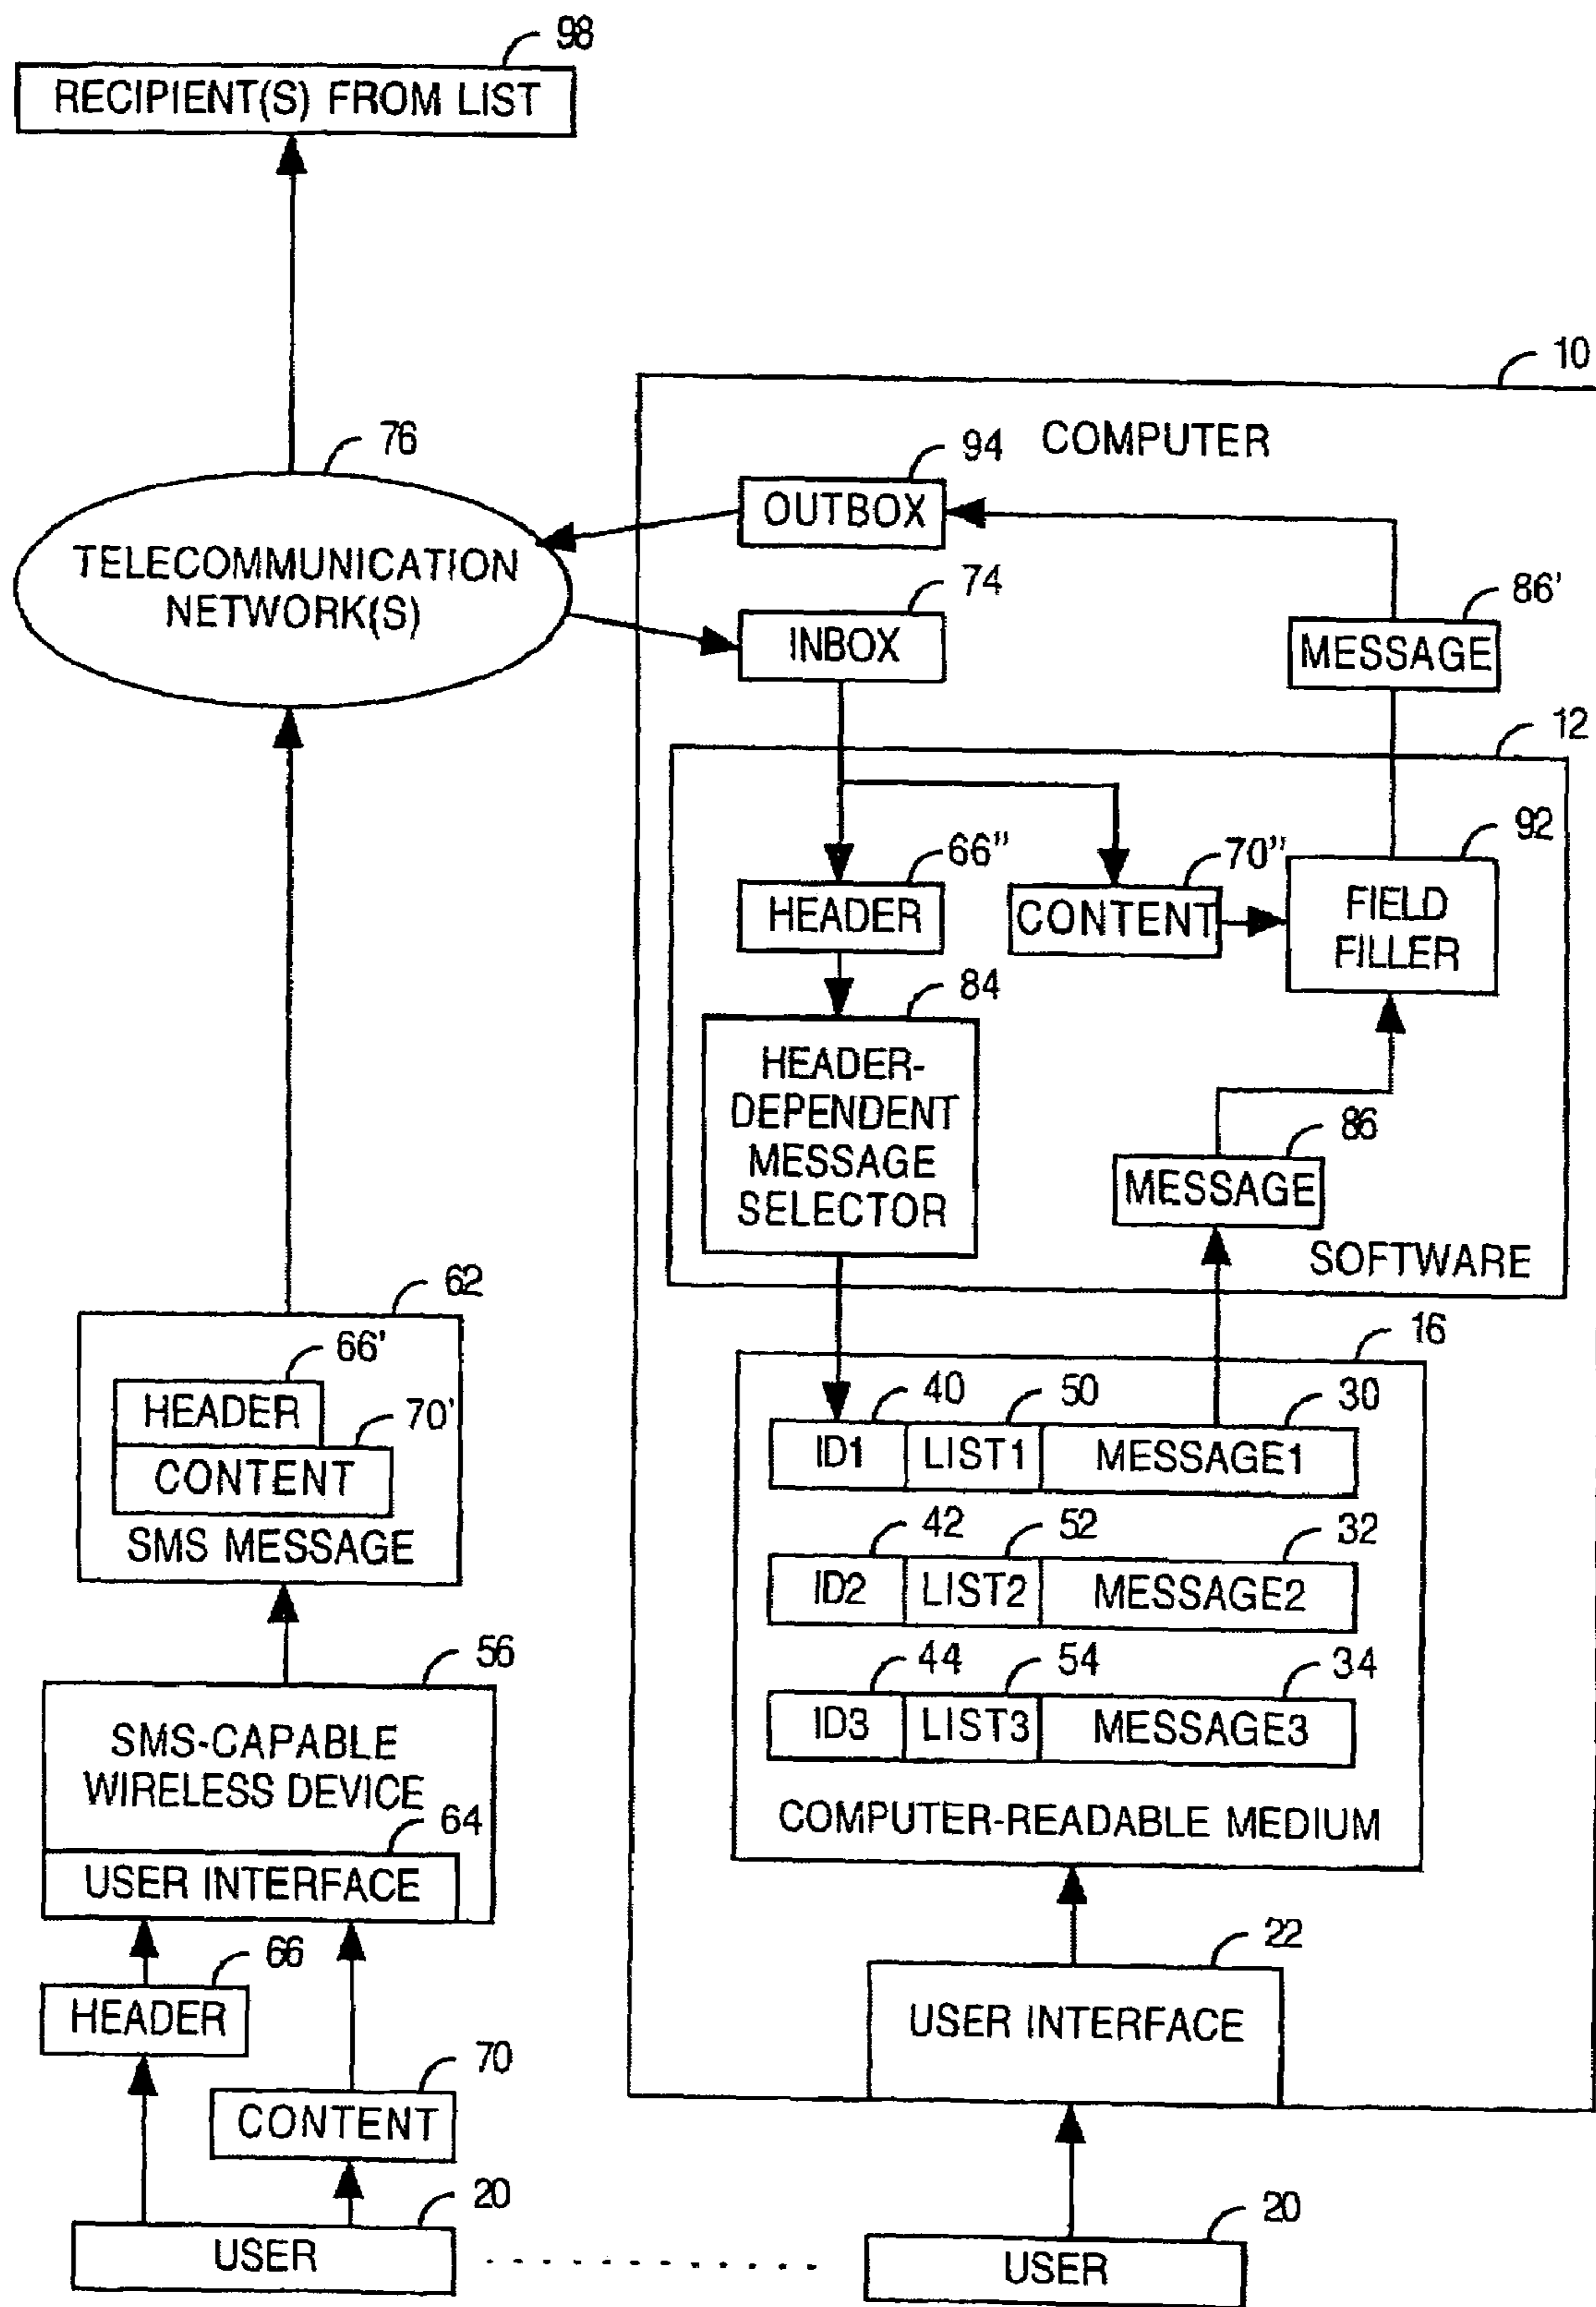 98
RECIPIENT(S) FROM LIST
10
COMPUTER
76
94
OUTBOX
TELECOMMUNICATION
NETWORK(S)
74
INBOX
86'
MESSAGE
12
92
66"
HEADER
70"
CONTENT
FIELD
FILLER
84
HEADER-
DEPENDENT
MESSAGE
SELECTOR
86
MESSAGE
SOFTWARE
62
66'
HEADER
70'
CONTENT
SMS MESSAGE
16
40 50 30
ID1 LIST1 MESSAGE1
42 52 32
ID2 LIST2 MESSAGE2
44 54 34
ID3 LIST3 MESSAGE3
COMPUTER-READABLE MEDIUM
56
SMS-CAPABLE
WIRELESS DEVICE
64
USER INTERFACE
66
HEADER
70
CONTENT
20
USER
22
USER INTERFACE
20
USER